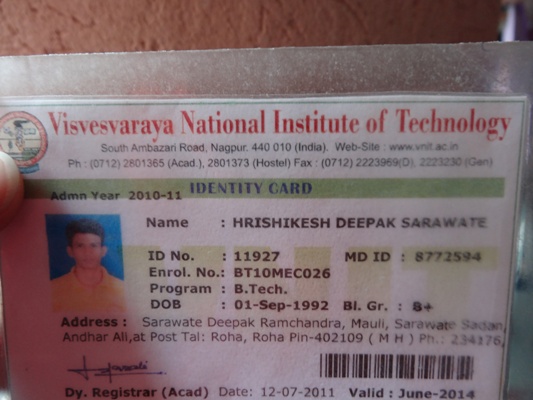 Visvesvaraya National Institute of Technology
South Ambazari Road, Nagpur. 440 010 (India). Web-Site : www.vnit.ac.in
Ph : (0712) 2801365 (Acad.), 2801373 (Hostel) Fax : (0712) 2223969(D), 2223230 (Gen)
IDENTITY CARD
Admn Year 2010-11
Name : HRISHIKESH DEEPAK SARAWATE
ID No. : 11927 MD ID : 8772594
Enrol. No.: BT10MEC026
Program : B.Tech.
DOB : 01-Sep-1992 Bl. Gr. : B+
Address : Sarawate Deepak Ramchandra, Mauli, Sarawate Sadan,
Andhar Ali,at Post Tal: Roha, Roha Pin-402109 ( M H ) Ph.: 234176,
Dy. Registrar (Acad) Date: 12-07-2011 Valid : June-2014